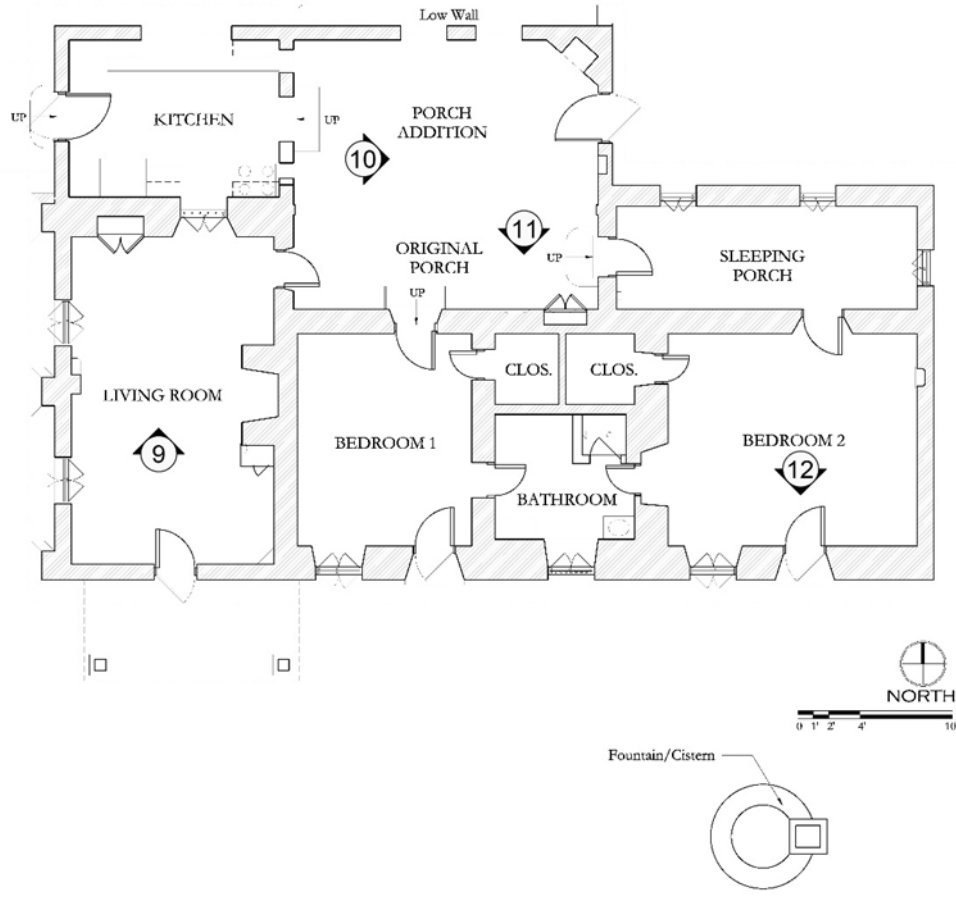 Low Wall
UP
KITCHEN
UP
PORCH
ADDITION
10
11
ORIGINAL
PORCH
UP
UP
SLEEPING
PORCH
CLOS.
CLOS.
LIVING ROOM
9
BEDROOM 1
BEDROOM 2
12
BATHROOM
NORTH
0 1' 2' 4' 10
Fountain/Cistern